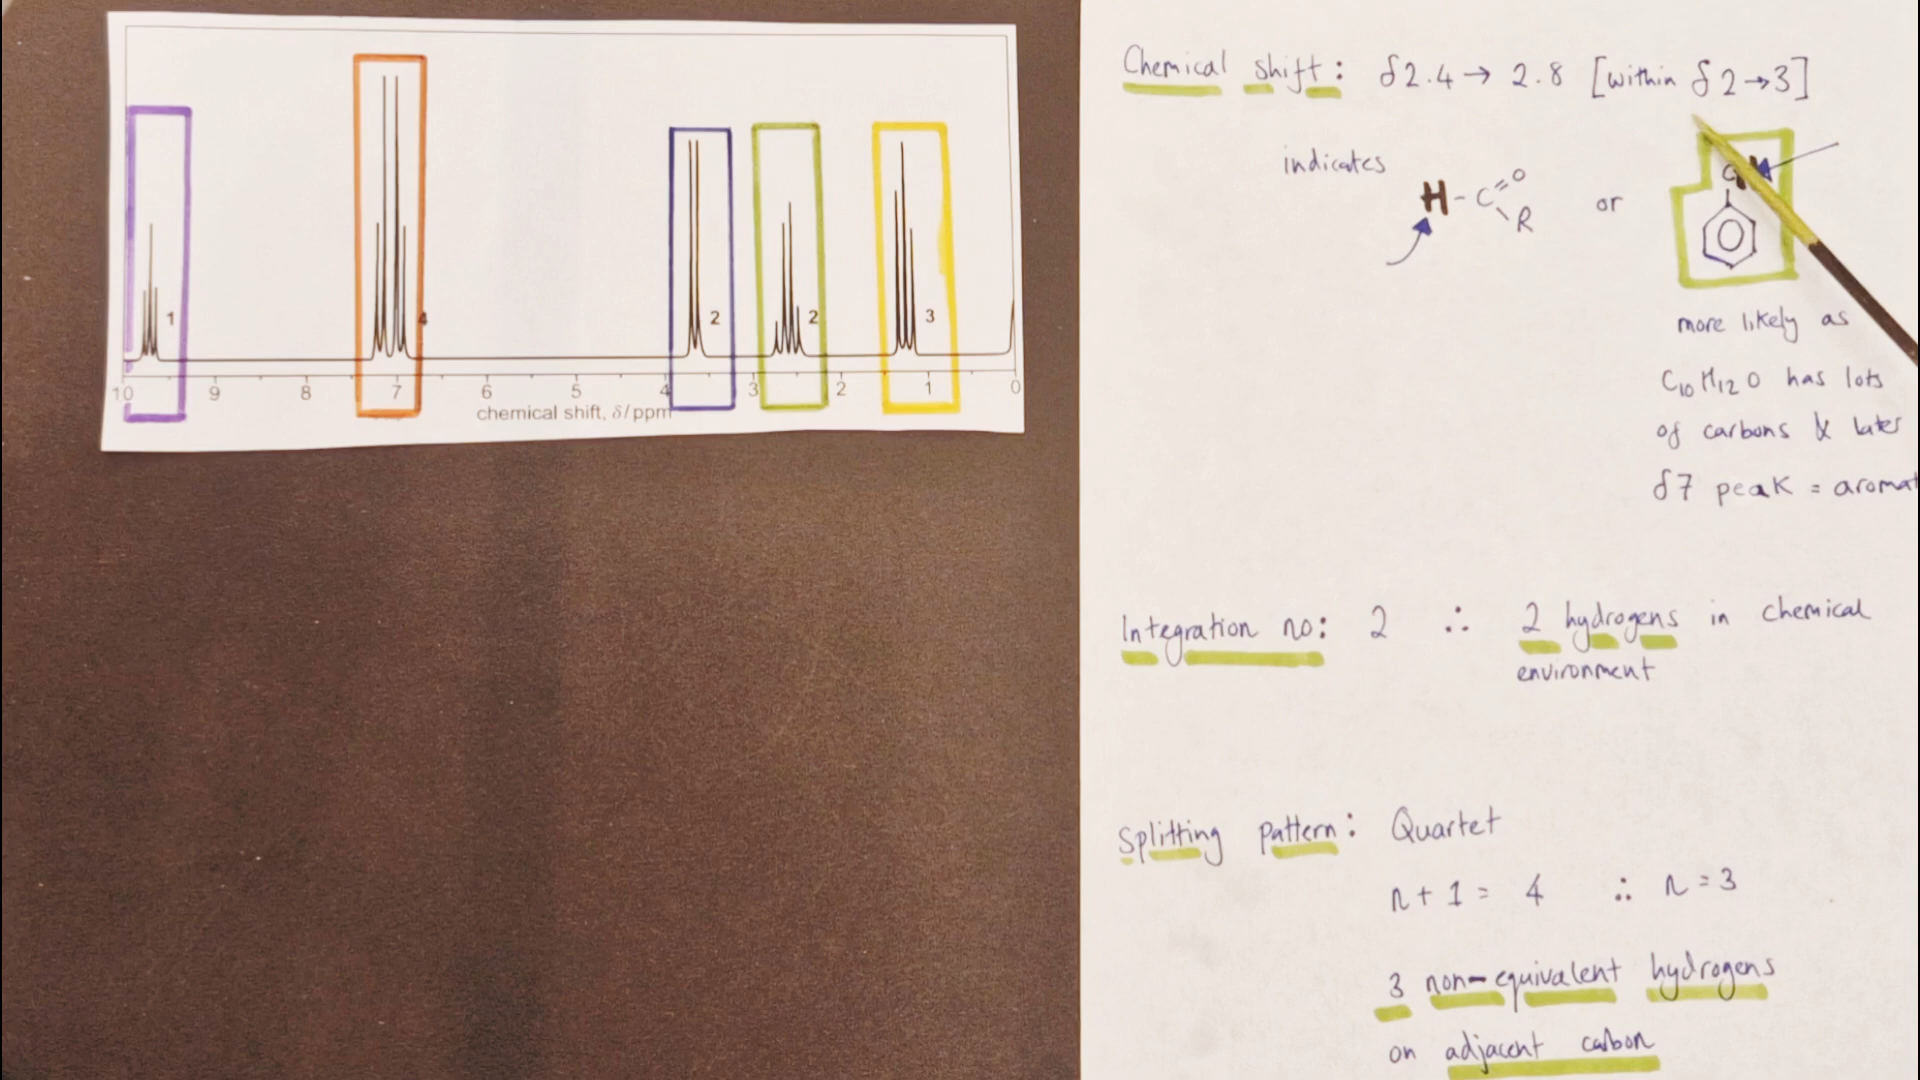 1
4
2
2
3
10 9 8 7 6 5 4 3 2 1 0
chemical shift, δ/ppm
Chemical shift: δ2.4 → 2.8 [within δ 2→3]
indicates
H - C = O
R
or
more likely as
C10 H12 O has lots
of carbons & later
δ7 peak = aromat
Integration no: 2 ∴ 2 hydrogens in chemical
environment
Splitting pattern: Quartet
n + 1 = 4 ∴ n = 3
3 non-equivalent hydrogens
on adjacent carbon